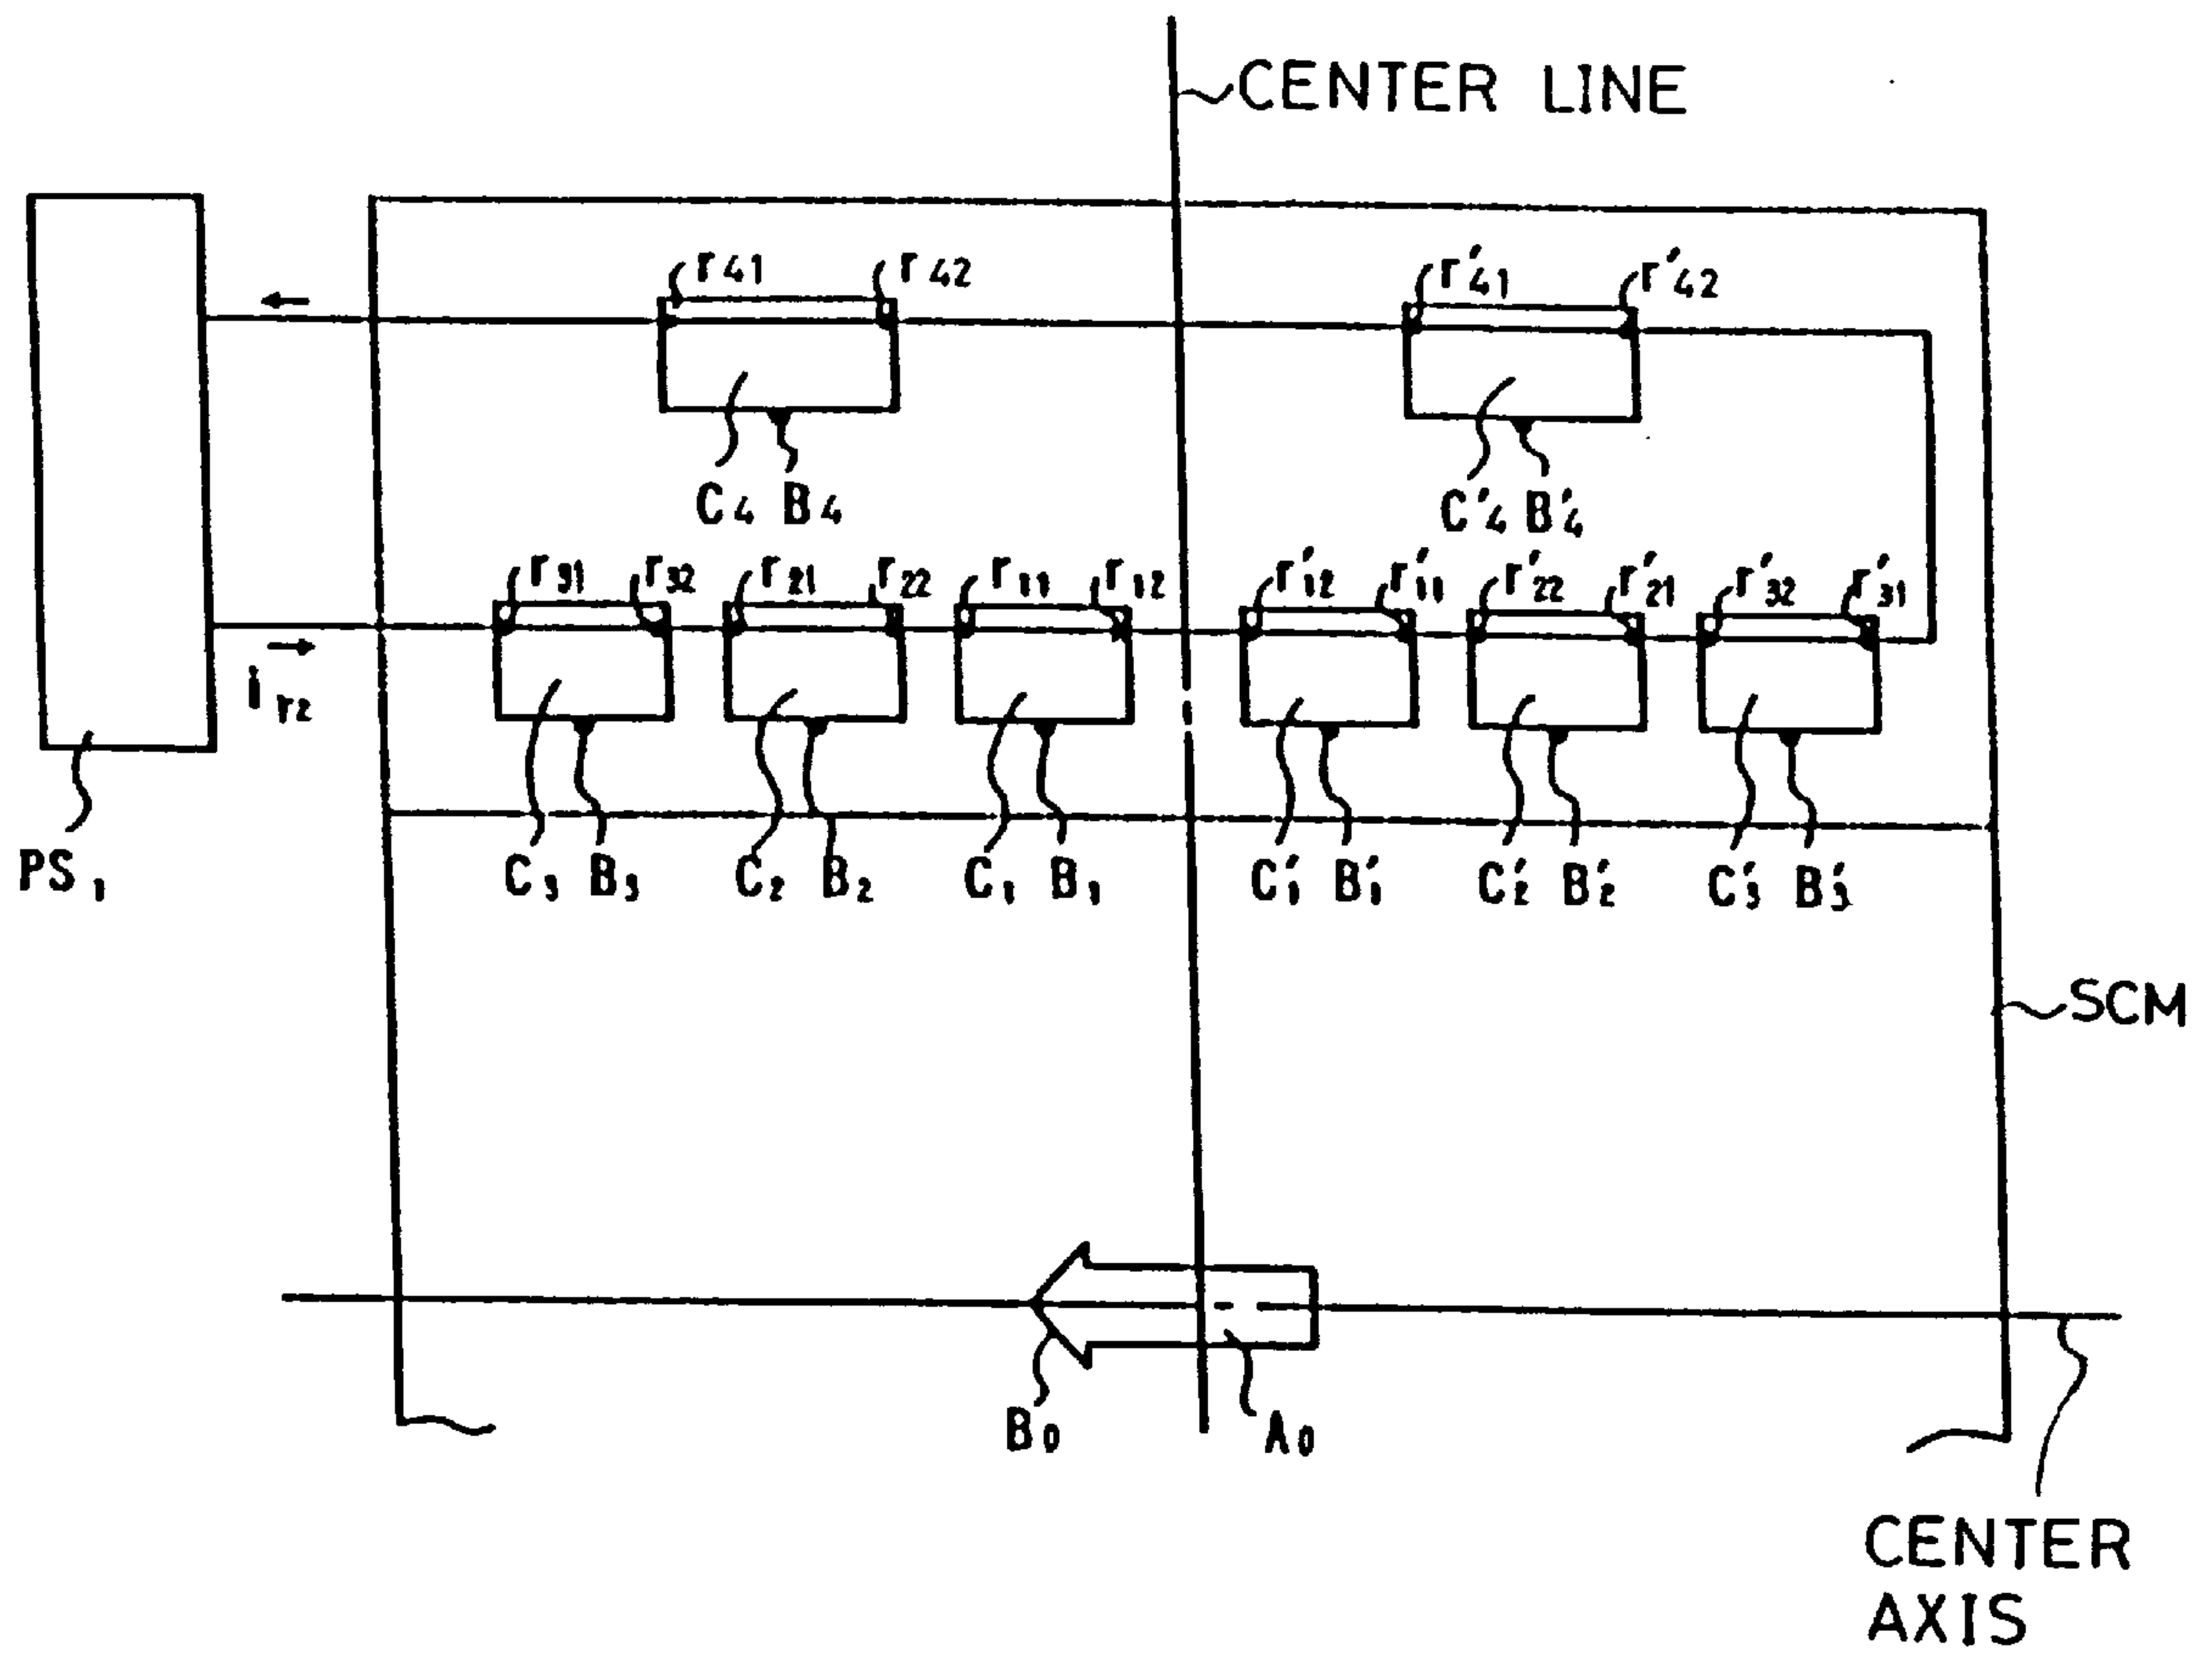 CENTER LINE
r41 r42 r'41 r'42
C4 B4 C'4 B'4
r31 r32 r21 r22 r11 r12 r'12 r'11 r'22 r'21 r'32 r'31
ir2
PS1
C3 B3 C2 B2 C1 B1 C'1 B'1 C'2 B'2 C'3 B'3
SCM
B0 A0
CENTER
AXIS